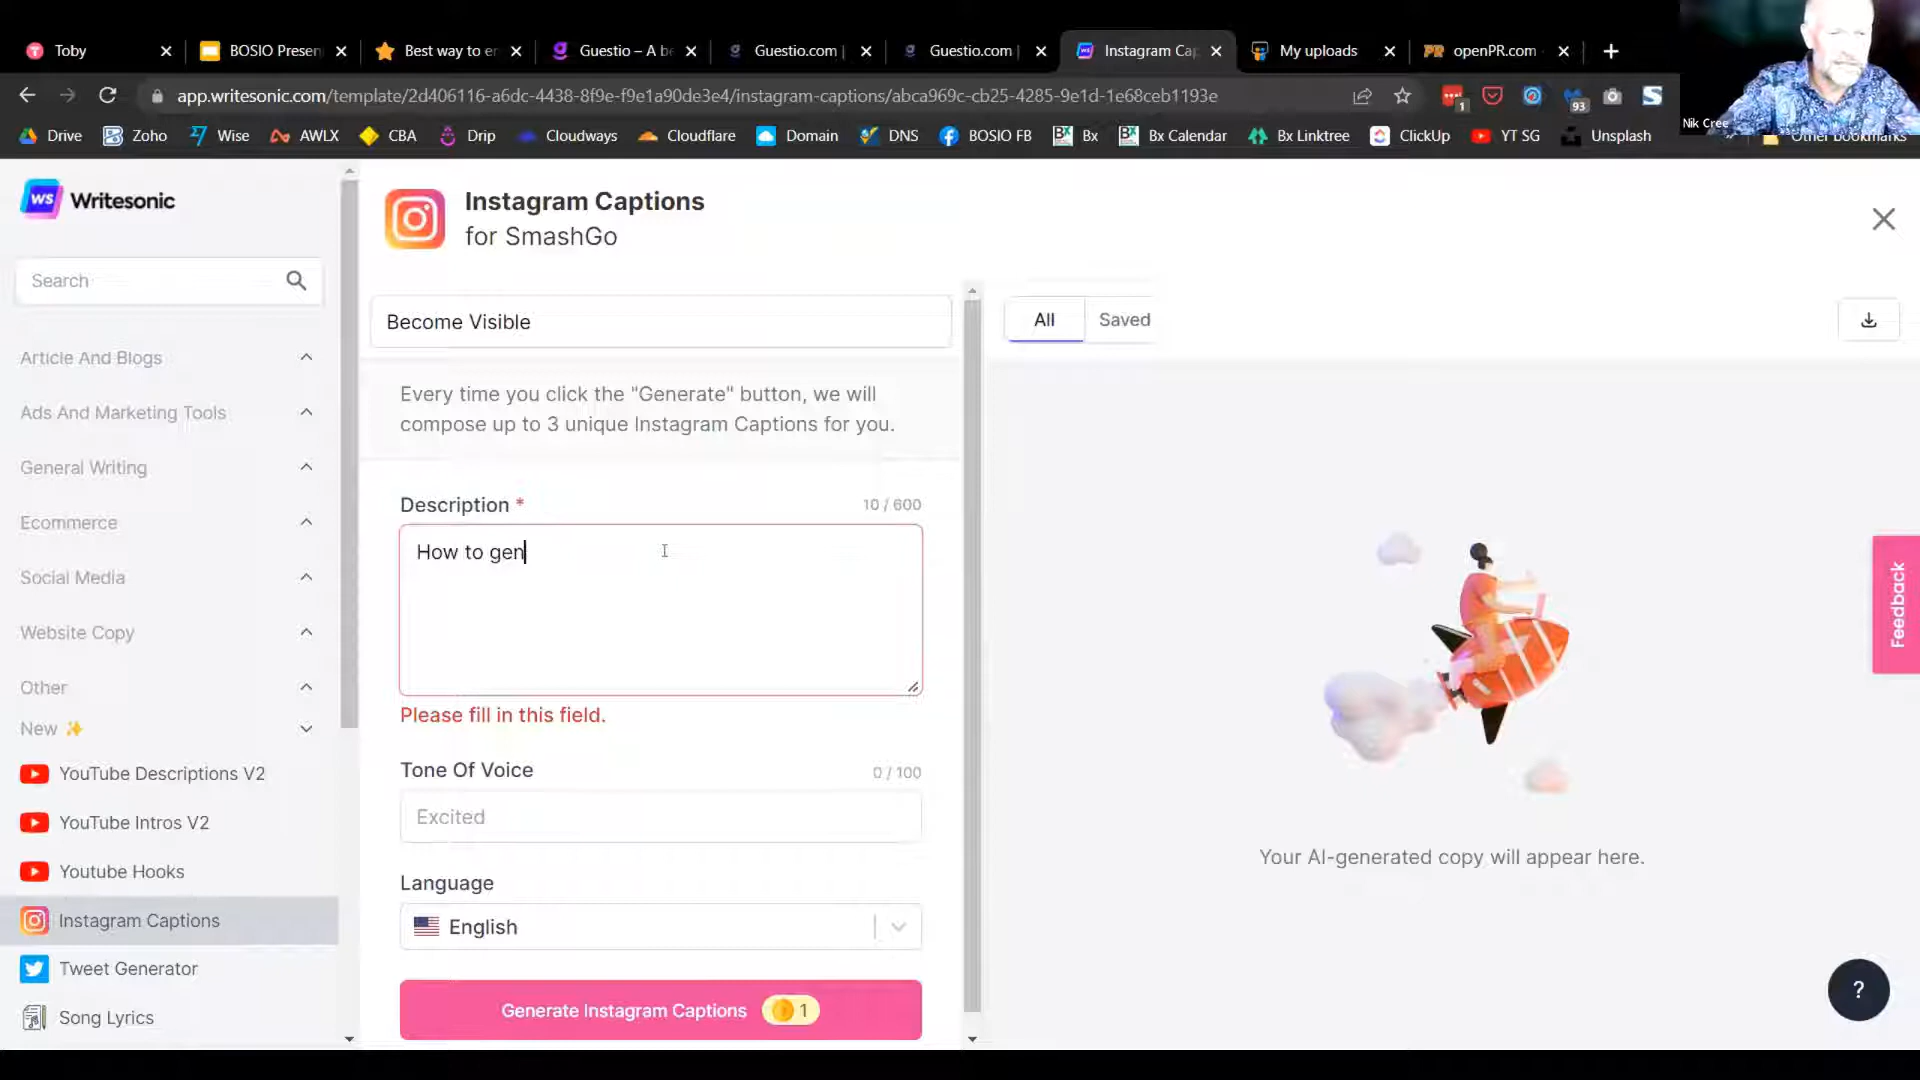 Toby
BOSIO Presen
Best way to er
Guestio – A be
Guestio.com |
Guestio.com |
Instagram Cap
My uploads
openPR.com
app.writesonic.com/template/2d406116-a6dc-4438-8f9e-f9e1a90de3e4/instagram-captions/abca969c-cb25-4285-9e1d-1e68ceb1193e
1
93
Nik Cree
Drive
Zoho
Wise
AWLX
CBA
Drip
Cloudways
Cloudflare
Domain
DNS
BOSIO FB
Bx
Bx Calendar
Bx Linktree
ClickUp
YT SG
Unsplash
Other Bookmarks
WS Writesonic
Search
Article And Blogs
Ads And Marketing Tools
General Writing
Ecommerce
Social Media
Website Copy
Other
New ✨
YouTube Descriptions V2
YouTube Intros V2
Youtube Hooks
Instagram Captions
Tweet Generator
Song Lyrics
Instagram Captions
for SmashGo
Become Visible
Every time you click the "Generate" button, we will
compose up to 3 unique Instagram Captions for you.
Description *
10 / 600
How to gen
Please fill in this field.
Tone Of Voice
0 / 100
Excited
Language
English
Generate Instagram Captions 1
All
Saved
Your AI-generated copy will appear here.
Feedback
?